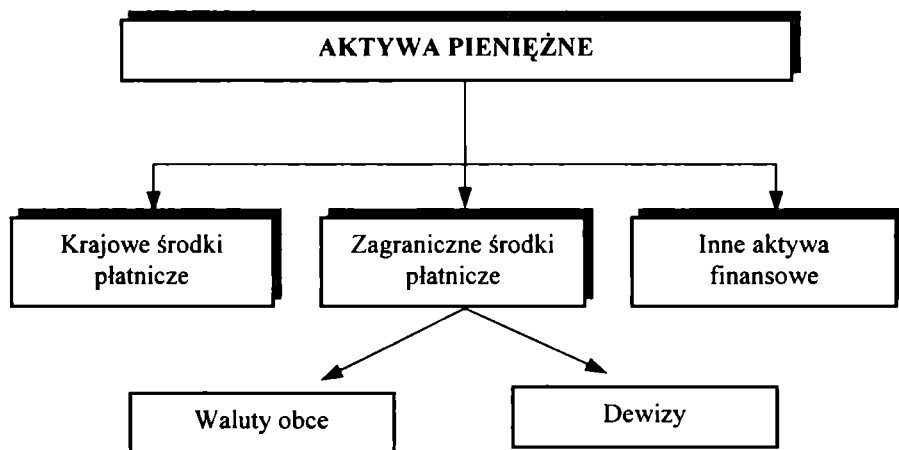 AKTYWA PIENIĘŻNE
Krajowe środki
płatnicze
Zagraniczne środki
płatnicze
Inne aktywa
finansowe
Waluty obce
Dewizy